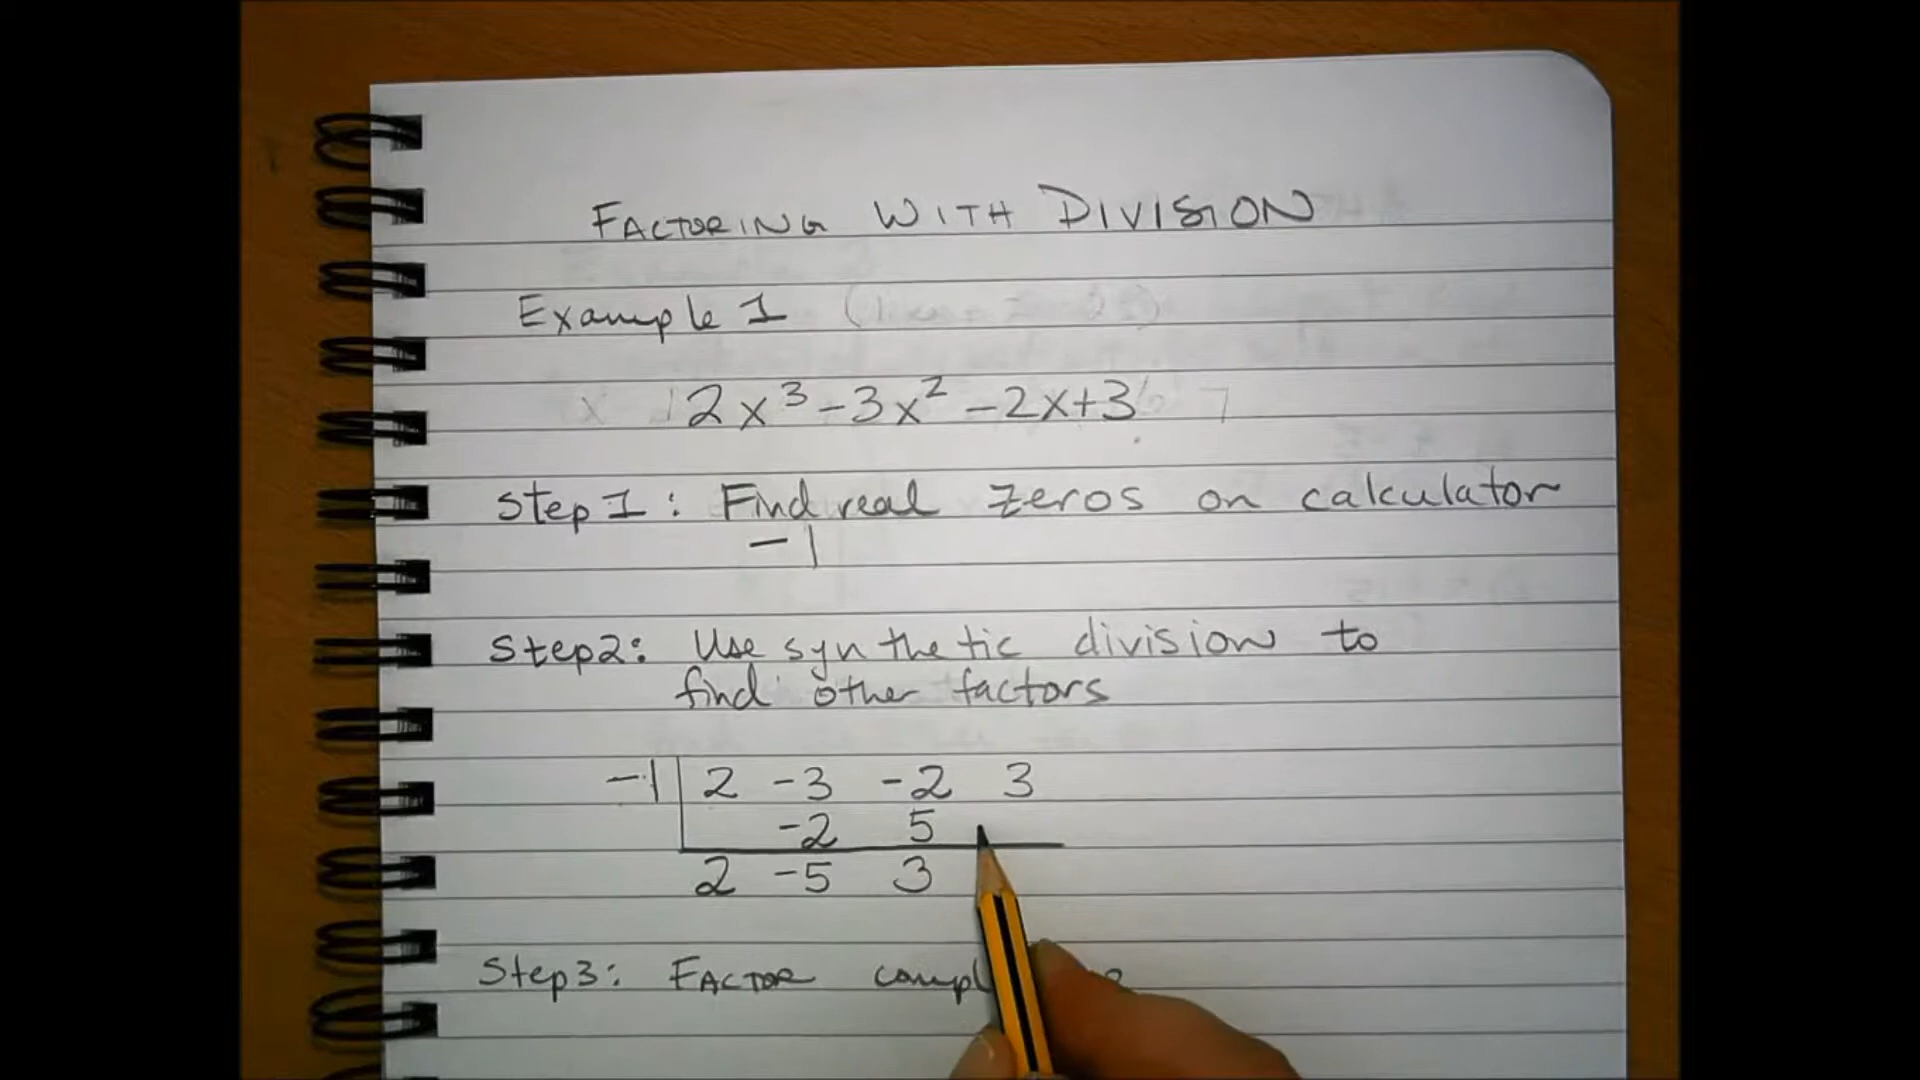 FACTORING WITH DIVISION
Example 1
2x³-3x²-2x+3
Step 1: Find real zeros on calculator
-1
Step2: Use synthetic division to
find other factors
-1 2 -3 -2 3
-2 5
2 -5 3
Step3: FACTOR